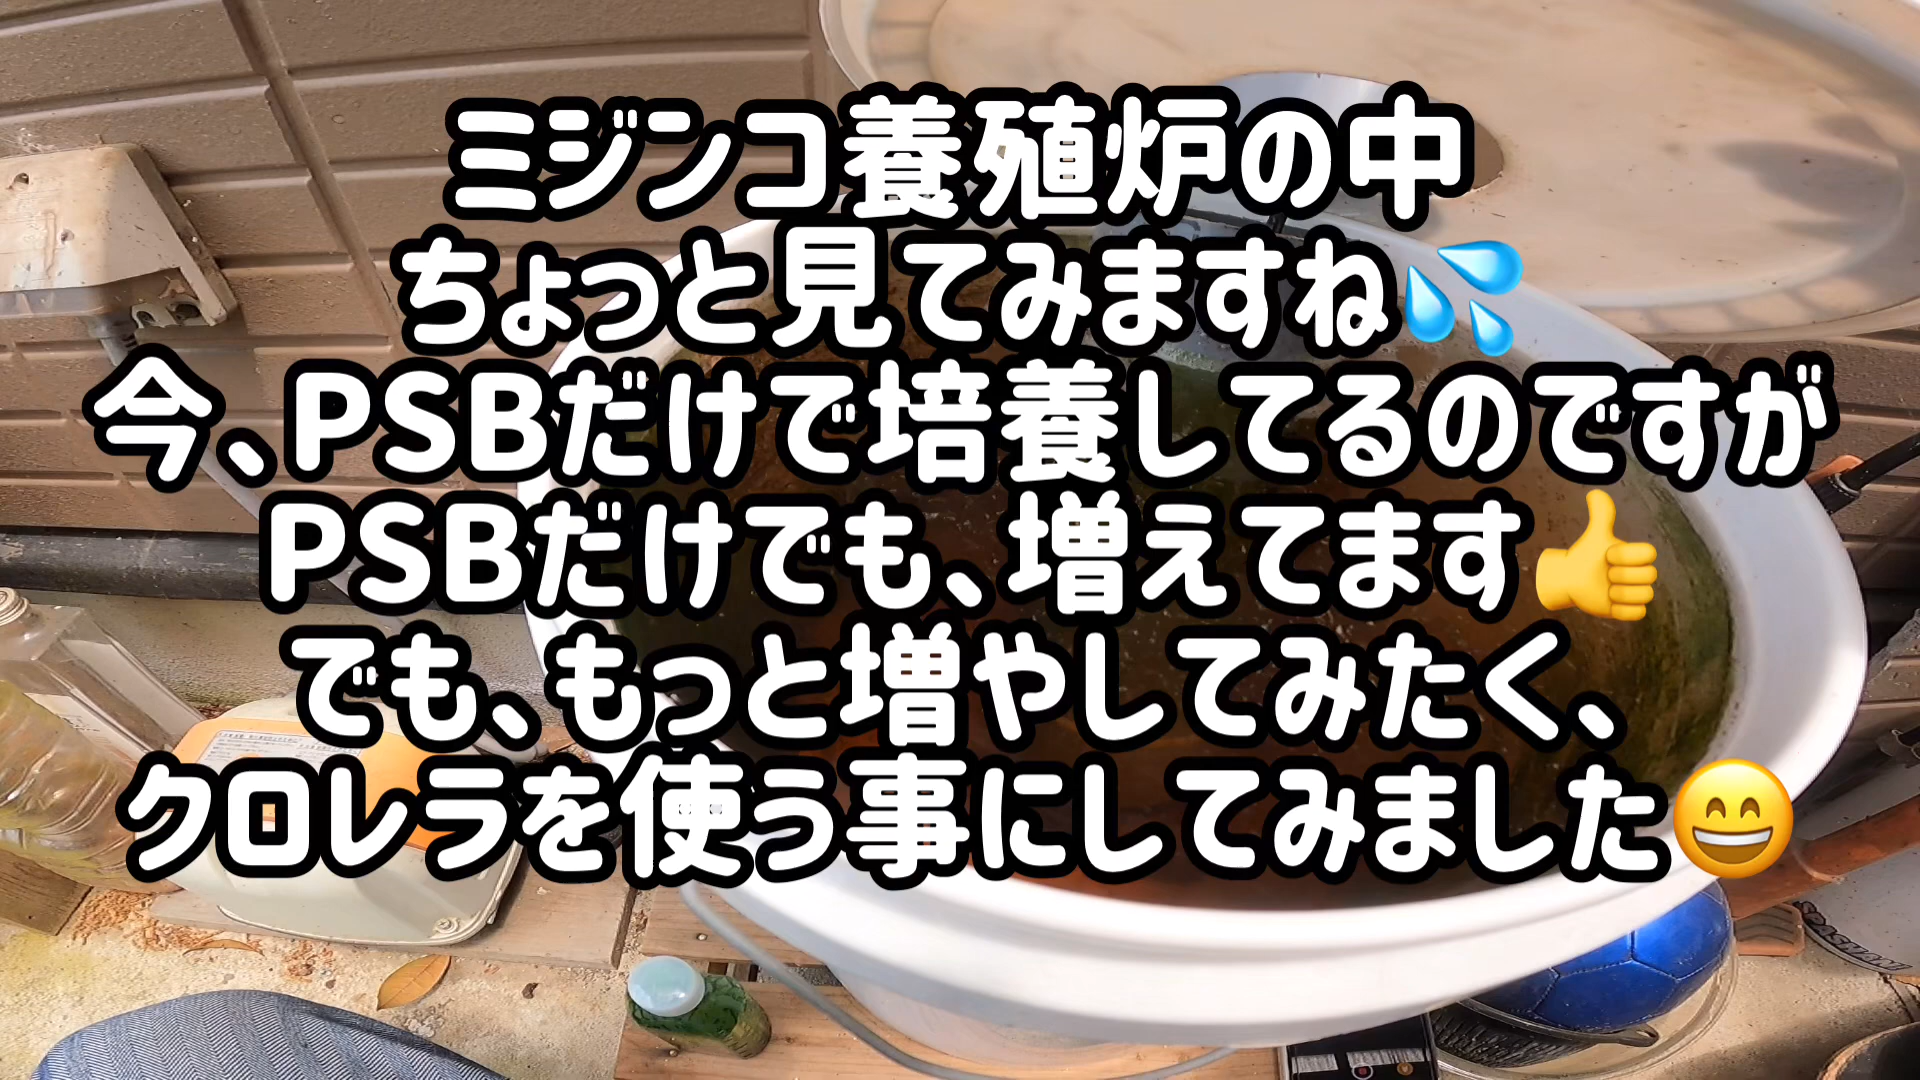 ミジンコ養殖炉の中
ちょっと見てみますね💦
今、PSBだけで培養してるのですが
PSBだけでも、増えてます👍
でも、もっと増やしてみたく、
クロレラを使う事にしてみました😄